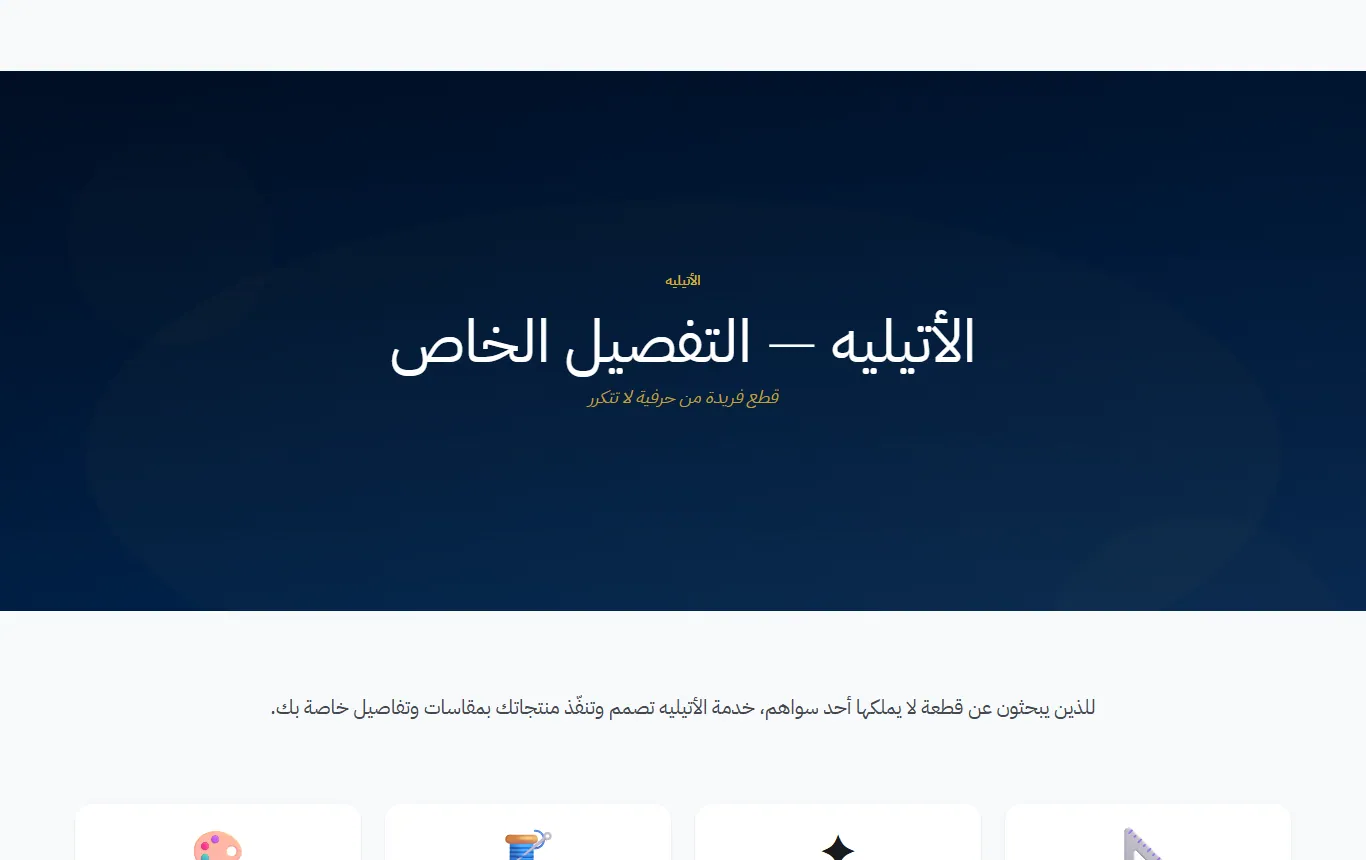 الأتيليه
الأتيليه — التفصيل الخاص
قطع فريدة من حرفية لا تتكرر
للذين يبحثون عن قطعة لا يملكها أحد سواهم، خدمة الأتيليه تصمم وتنفّذ منتجاتك بمقاسات وتفاصيل خاصة بك.